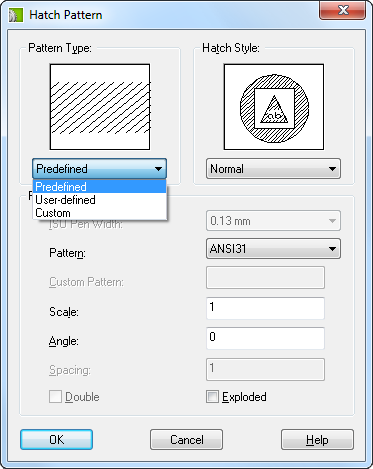 Hatch Pattern
Pattern Type:
Hatch Style:
ab
Predefined
Normal
Predefined
User-defined
Custom
ISO Pen Width:
0.13 mm
Pattern:
ANSI31
Custom Pattern:
Scale:
1
Angle:
0
Spacing:
1
Double
Exploded
OK
Cancel
Help